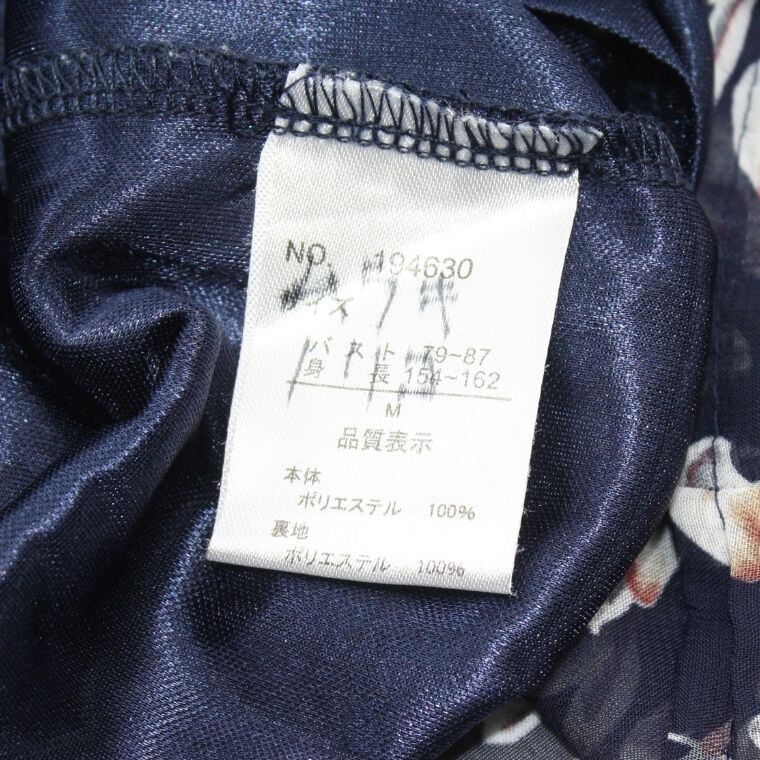 NO. 194630
サイズ
バスト 79~87
身 長 154~162
M
品質表示
本体
ポリエステル 100%
裏地
ポリエステル 100%